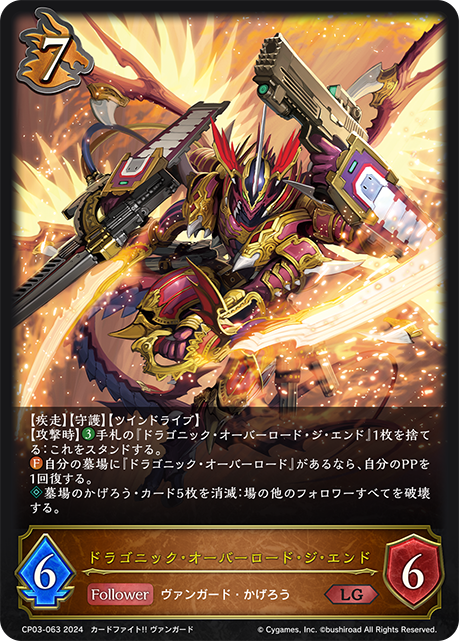 7
【疾走】【守護】【ツインドライブ】
【攻撃時】③手札の『ドラゴニック・オーバーロード・ジ・エンド』1枚を捨て
る：これをスタンドする。
F自分の墓場に『ドラゴニック・オーバーロード』があるなら、自分のPPを
1回復する。
墓場のかげろう・カード5枚を消滅：場の他のフォロワーすべてを破壊
する。
ドラゴニック・オーバーロード・ジ・エンド
6
Follower ヴァンガード・かげろう LG
6
CP03-063 2024 カードファイト!! ヴァンガード © Cygames, Inc. ©bushiroad All Rights Reserved.